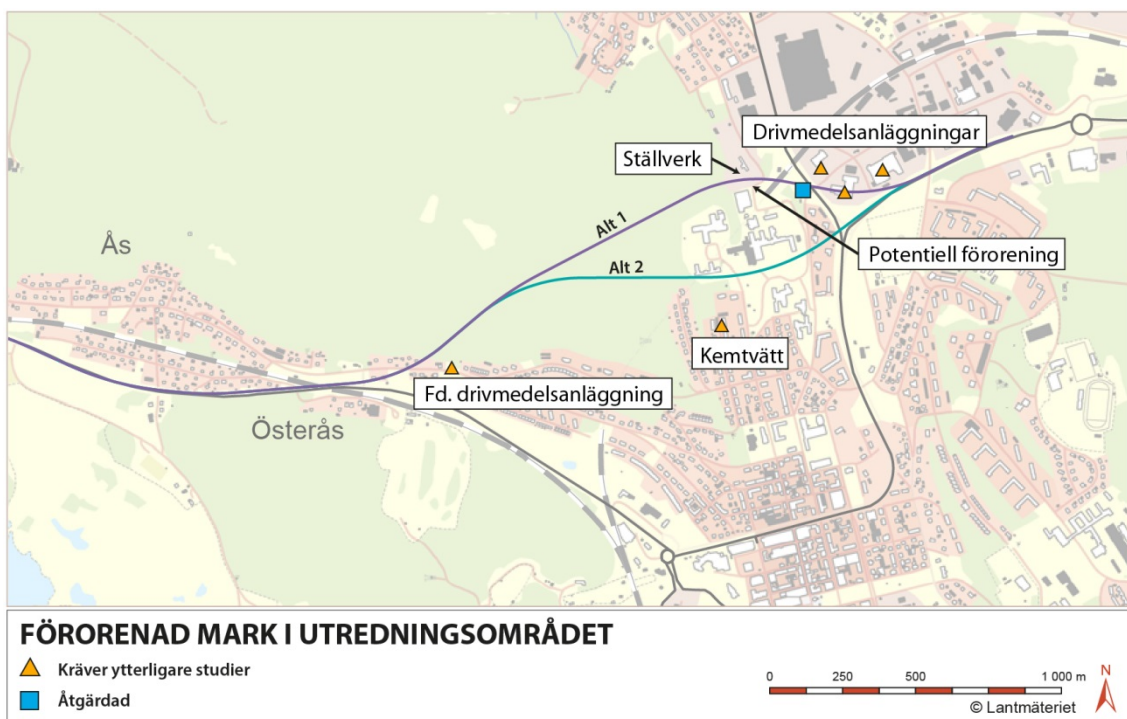 Drivmedelsanläggningar
Ställverk
Alt 1
Ås
Potentiell förorening
Alt 2
Kemtvätt
Fd. drivmedelsanläggning
Österås
FÖRORENAD MARK I UTREDNINGSOMRÅDET
Kräver ytterligare studier
Åtgärdad
0 250 500 1 000 m
N
© Lantmäteriet